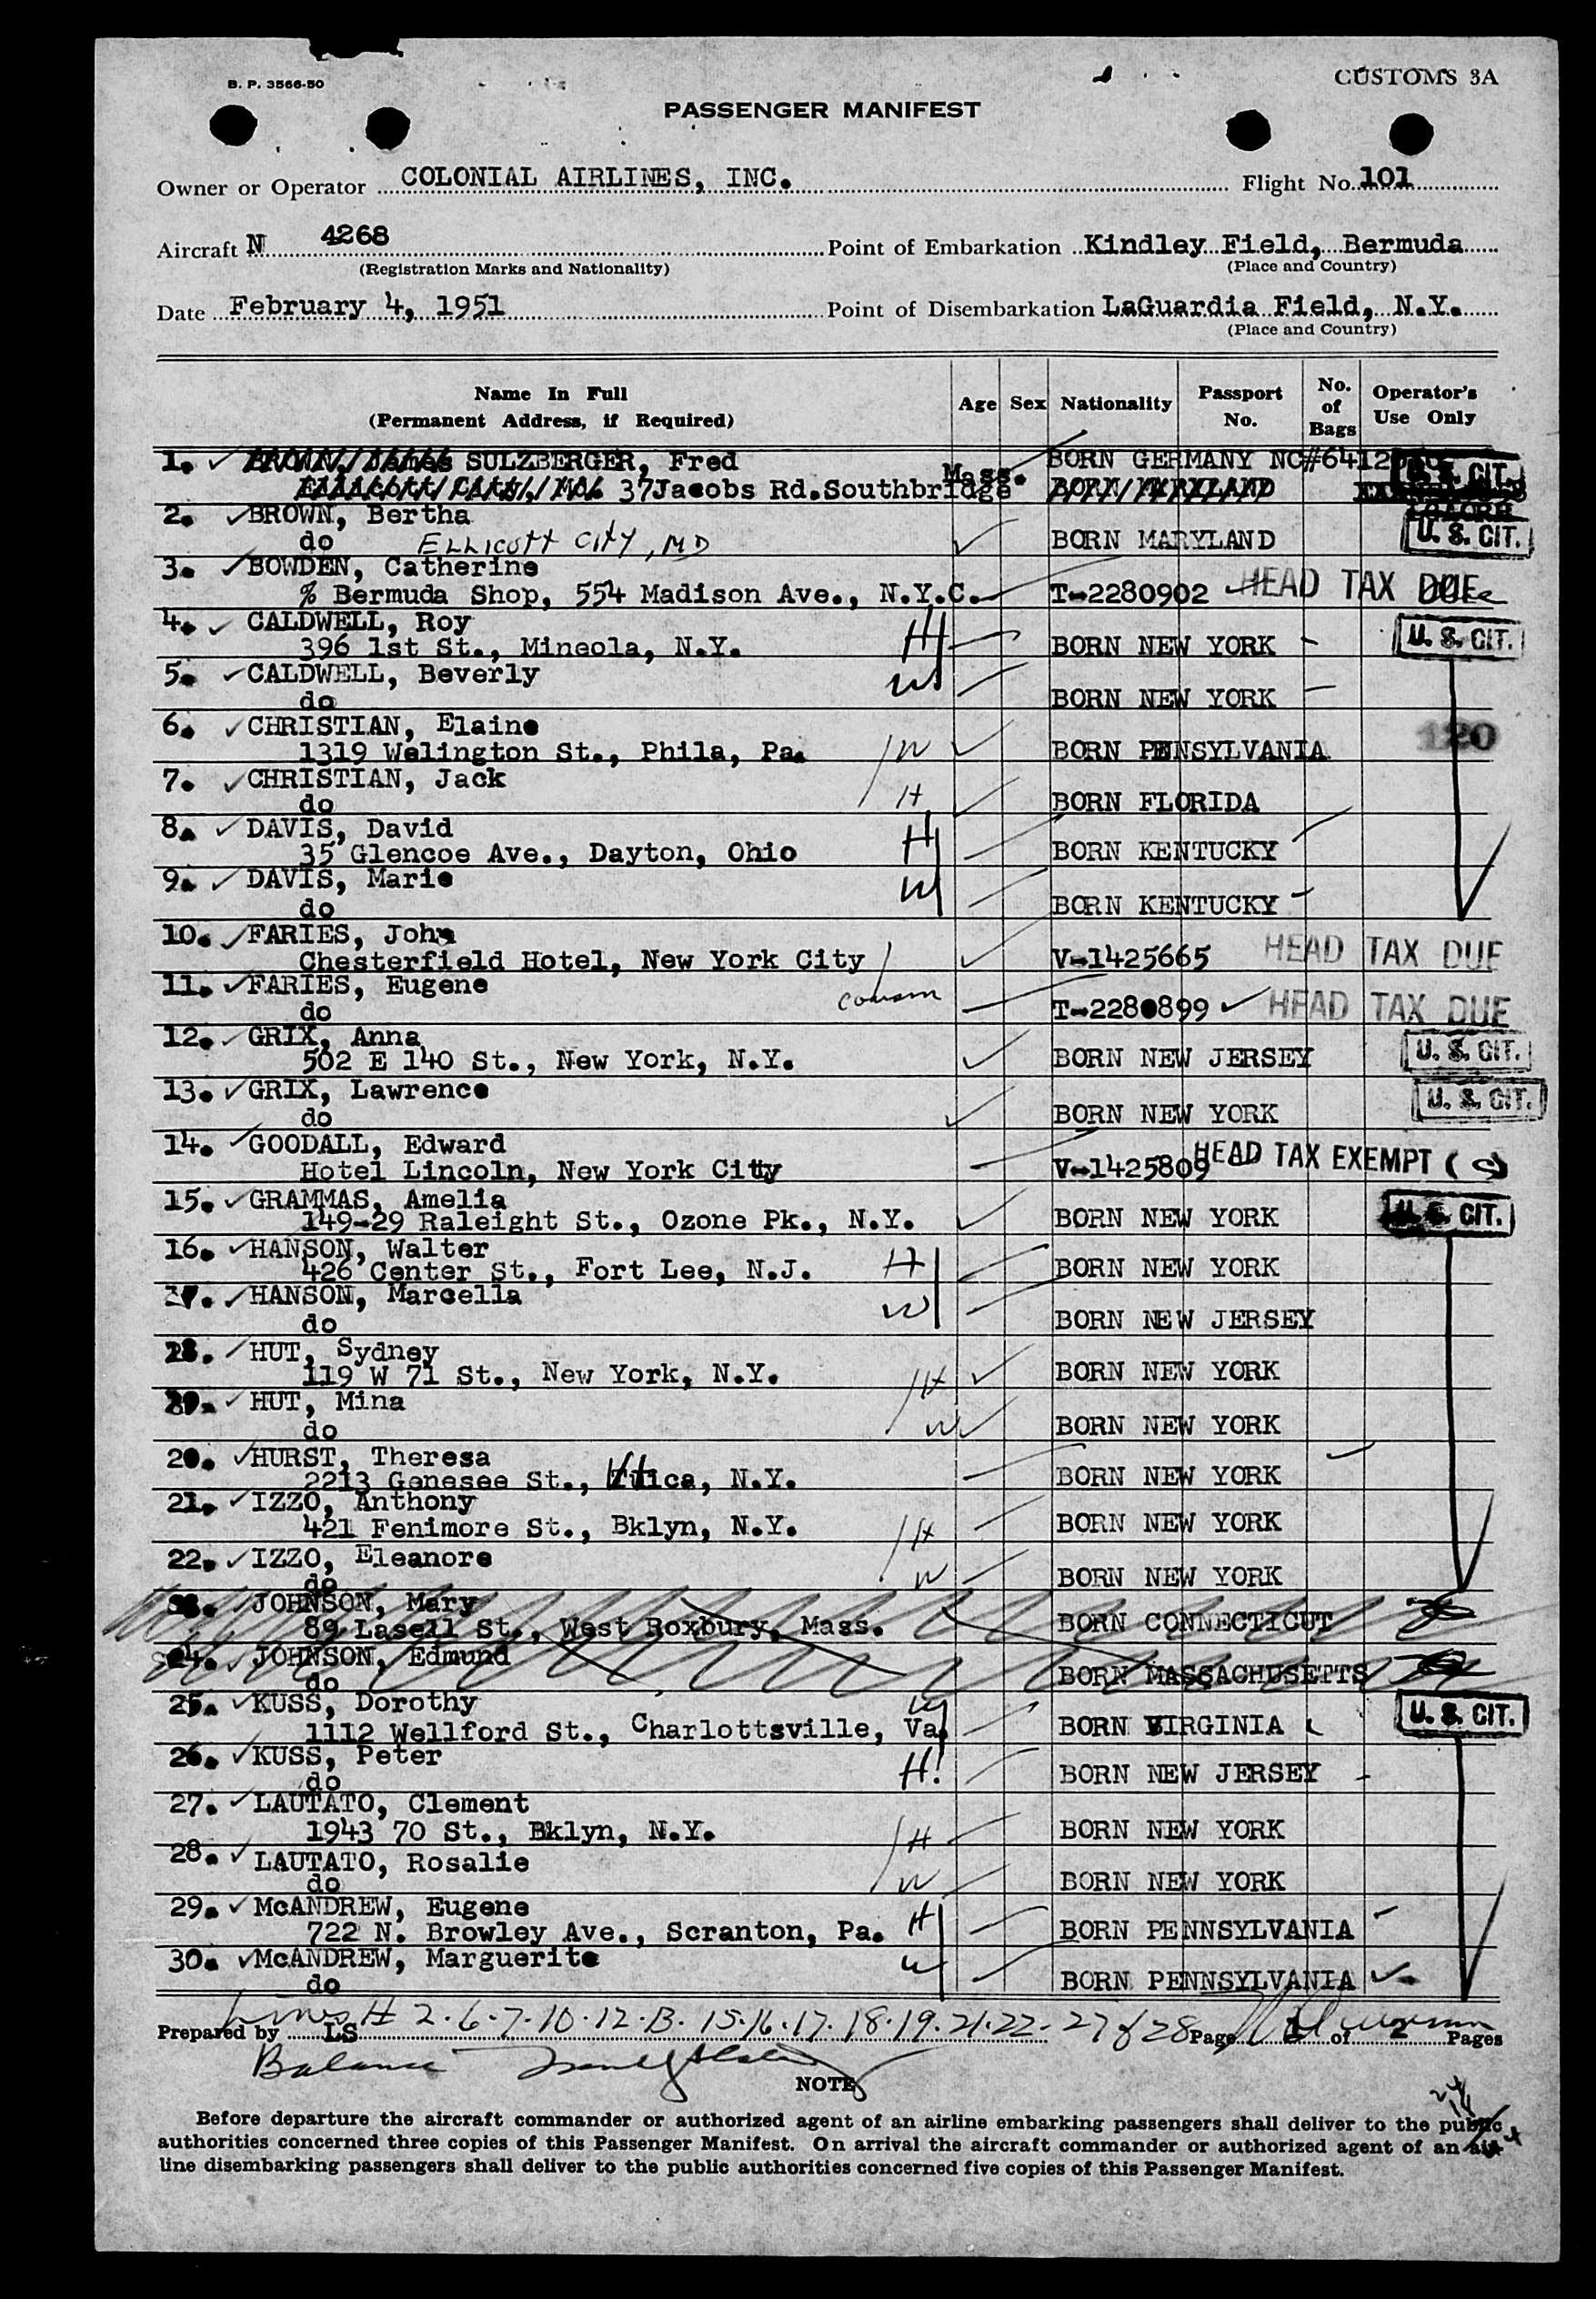 B. P. 3566-50
CUSTOMS 3A
PASSENGER MANIFEST
Owner or Operator COLONIAL AIRLINES, INC. Flight No. 101
Aircraft N 4268 Point of Embarkation Kindley Field, Bermuda
(Registration Marks and Nationality) (Place and Country)
Date February 4, 1951 Point of Disembarkation LaGuardia Field, N.Y.
(Place and Country)
Name In Full (Permanent Address, if Required) Age Sex Nationality Passport No. No. of Bags Operator's Use Only
1. SULZBERGER, Fred BORN GERMANY NC#6412
37Jacobs Rd.Southbridge Mass. BORN MARYLAND U. S. CIT.
2. BROWN, Bertha
do ELLICOTT CITY, MD BORN MARYLAND U. S. CIT.
3. BOWDEN, Catherine
% Bermuda Shop, 554 Madison Ave., N.Y.C. T-2280902 HEAD TAX DUE
4. CALDWELL, Roy
396 1st St., Mineola, N.Y. H BORN NEW YORK U. S. CIT.
5. CALDWELL, Beverly
do W BORN NEW YORK
6. CHRISTIAN, Elaine
1319 Welington St., Phila, Pa. W BORN PENSYLVANIA 120
7. CHRISTIAN, Jack
do H BORN FLORIDA
8. DAVIS, David
35 Glencoe Ave., Dayton, Ohio H BORN KENTUCKY
9. DAVIS, Marie
do W BORN KENTUCKY
10. FARIES, John
Chesterfield Hotel, New York City V-1425665 HEAD TAX DUE
11. FARIES, Eugene
do T-2280899 HEAD TAX DUE
12. GRIX, Anna
502 E 140 St., New York, N.Y. BORN NEW JERSEY U. S. CIT.
13. GRIX, Lawrence
do BORN NEW YORK U. S. CIT.
14. GOODALL, Edward
Hotel Lincoln, New York City V-1425809 HEAD TAX EXEMPT
15. GRAMMAS, Amelia
149-29 Raleight St., Ozone Pk., N.Y. BORN NEW YORK U. S. CIT.
16. HANSON, Walter
426 Center St., Fort Lee, N.J. H BORN NEW YORK
HANSON, Marcella
do W BORN NEW JERSEY
HUT, Sydney
119 W 71 St., New York, N.Y. H BORN NEW YORK
HUT, Mina
do W BORN NEW YORK
20. HURST, Theresa
2213 Genesee St., Utica, N.Y. BORN NEW YORK
21. IZZO, Anthony
421 Fenimore St., Bklyn, N.Y. H BORN NEW YORK
22. IZZO, Eleanore
do W BORN NEW YORK
JOHNSON, Mary
89 Lasell St., West Roxbury, Mass. BORN CONNECTICUT
24. JOHNSON, Edmund
do BORN MASSACHUSETTS
25. KUSS, Dorothy
1112 Wellford St., Charlottsville, Va. W BORN VIRGINIA U. S. CIT.
26. KUSS, Peter
do H BORN NEW JERSEY
27. LAUTATO, Clement
1943 70 St., Bklyn, N.Y. H BORN NEW YORK
28. LAUTATO, Rosalie
do W BORN NEW YORK
29. McANDREW, Eugene
722 N. Browley Ave., Scranton, Pa. H BORN PENNSYLVANIA
30. McANDREW, Marguerite
do W BORN PENNSYLVANIA
Lines # 2.6.7.10.12.13.15.16.17.18.19.21.22.27 & 28
Prepared by LS Page 1 of 2 Pages
Balance
NOTE
Before departure the aircraft commander or authorized agent of an airline embarking passengers shall deliver to the public
authorities concerned three copies of this Passenger Manifest. On arrival the aircraft commander or authorized agent of an air
line disembarking passengers shall deliver to the public authorities concerned five copies of this Passenger Manifest.